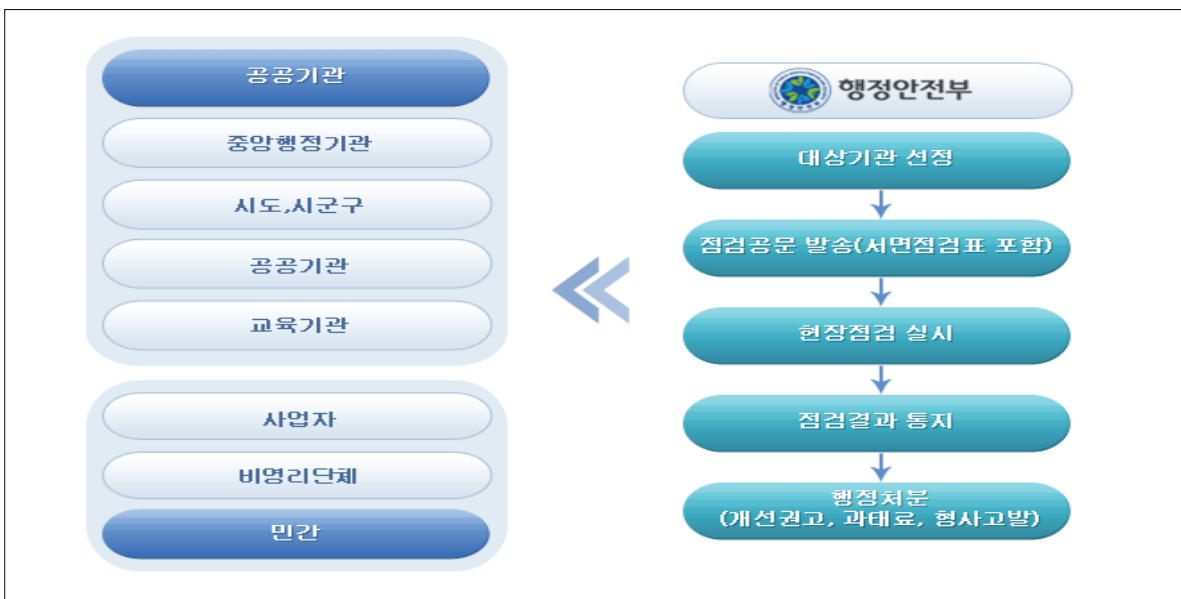 공공기관
중앙행정기관
시도,시군구
공공기관
교육기관
사업자
비영리단체
민간
행정안전부
대상기관 선정
점검공문 발송(서면점검표 포함)
현장점검 실시
점검결과 통지
행정처분
(개선권고, 과태료, 형사고발)